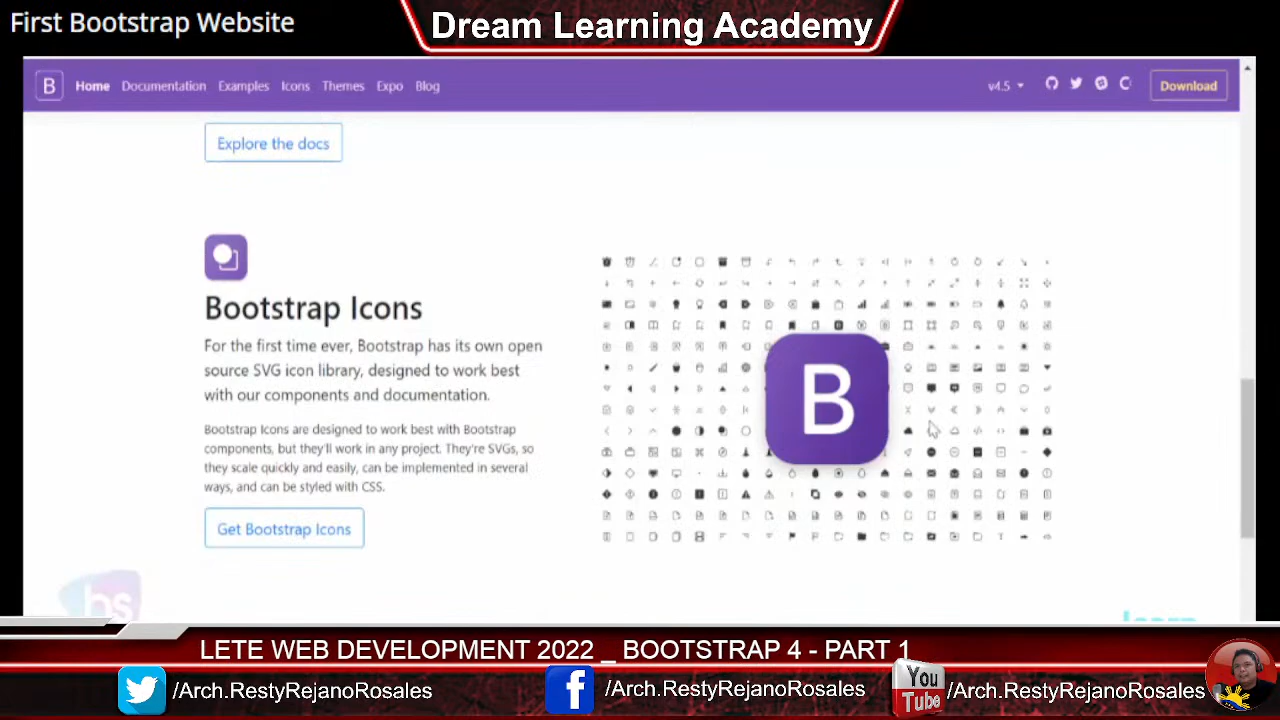 First Bootstrap Website
Dream Learning Academy
B
Home Documentation Examples Icons Themes Expo Blog
v4.5
Download
Explore the docs
Bootstrap Icons
For the first time ever, Bootstrap has its own open
source SVG icon library, designed to work best
with our components and documentation.
Bootstrap Icons are designed to work best with Bootstrap
components, but they'll work in any project. They're SVGs, so
they scale quickly and easily, can be implemented in several
ways, and can be styled with CSS.
Get Bootstrap Icons
B
bs
LETE WEB DEVELOPMENT 2022 _ BOOTSTRAP 4 - PART 1
/Arch.RestyRejanoRosales
f
/Arch.RestyRejanoRosales
You
Tube
/Arch.RestyRejanoRosales